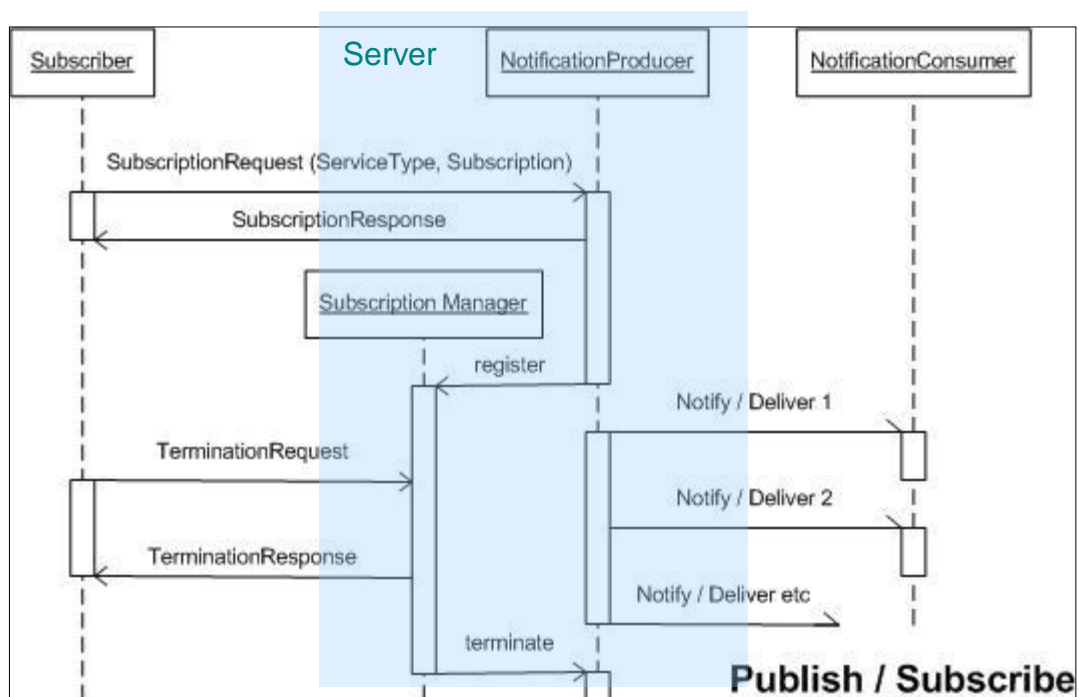 Server
Subscriber
NotificationProducer
NotificationConsumer
SubscriptionRequest (ServiceType, Subscription)
SubscriptionResponse
Subscription Manager
register
Notify / Deliver 1
TerminationRequest
Notify / Deliver 2
TerminationResponse
Notify / Deliver etc
terminate
Publish / Subscribe